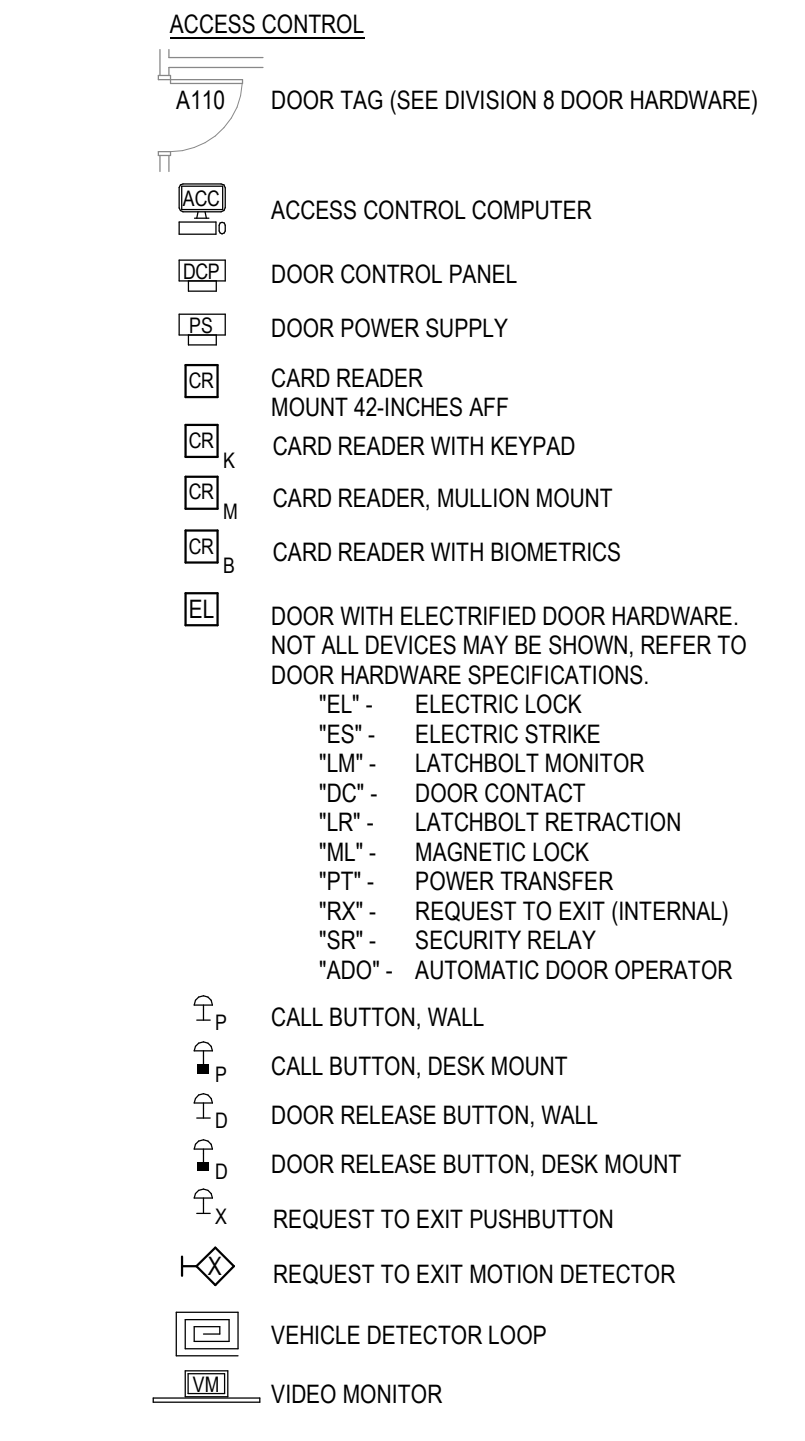 ACCESS CONTROL
A110 DOOR TAG (SEE DIVISION 8 DOOR HARDWARE)
ACC ACCESS CONTROL COMPUTER
DCP DOOR CONTROL PANEL
PS DOOR POWER SUPPLY
CR CARD READER
MOUNT 42-INCHES AFF
CR K CARD READER WITH KEYPAD
CR M CARD READER, MULLION MOUNT
CR B CARD READER WITH BIOMETRICS
EL DOOR WITH ELECTRIFIED DOOR HARDWARE.
NOT ALL DEVICES MAY BE SHOWN, REFER TO
DOOR HARDWARE SPECIFICATIONS.
"EL" - ELECTRIC LOCK
"ES" - ELECTRIC STRIKE
"LM" - LATCHBOLT MONITOR
"DC" - DOOR CONTACT
"LR" - LATCHBOLT RETRACTION
"ML" - MAGNETIC LOCK
"PT" - POWER TRANSFER
"RX" - REQUEST TO EXIT (INTERNAL)
"SR" - SECURITY RELAY
"ADO" - AUTOMATIC DOOR OPERATOR
P CALL BUTTON, WALL
P CALL BUTTON, DESK MOUNT
D DOOR RELEASE BUTTON, WALL
D DOOR RELEASE BUTTON, DESK MOUNT
X REQUEST TO EXIT PUSHBUTTON
X REQUEST TO EXIT MOTION DETECTOR
VEHICLE DETECTOR LOOP
VM VIDEO MONITOR